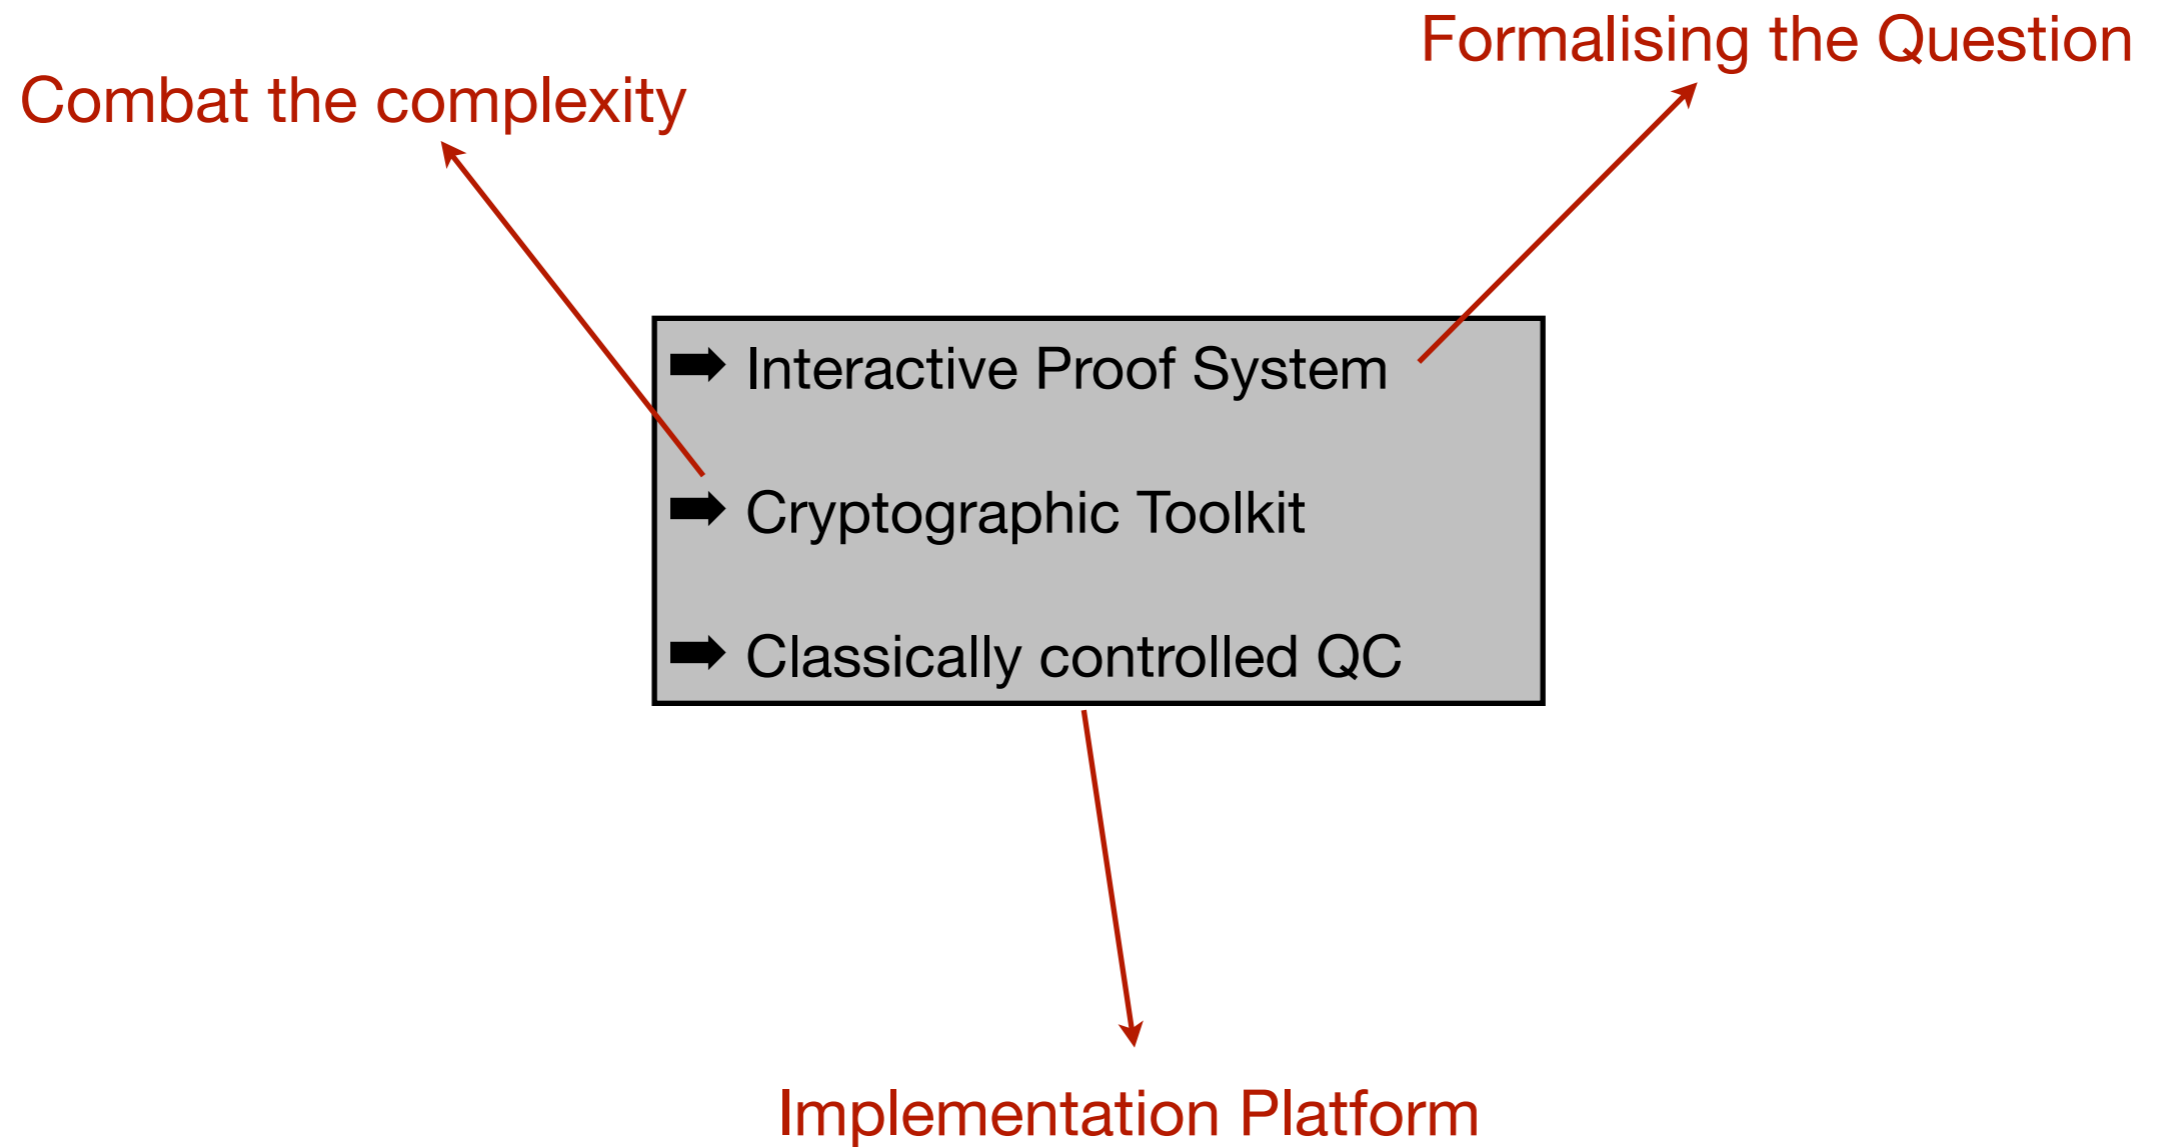 Formalising the Question
Combat the complexity
Interactive Proof System
Cryptographic Toolkit
Classically controlled QC
Implementation Platform